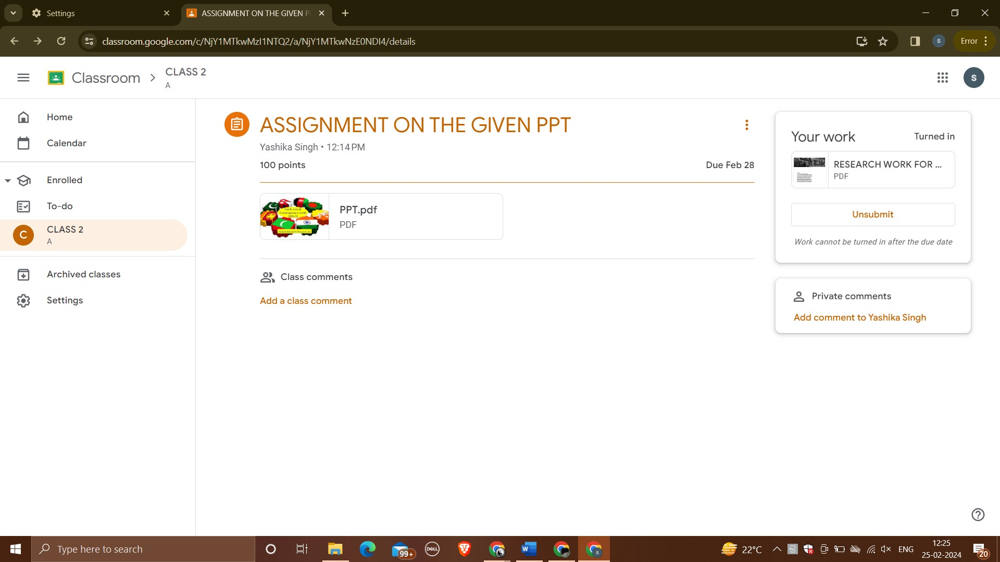 Settings
ASSIGNMENT ON THE GIVEN P
classroom.google.com/c/NjY1MTkwMzI1NTQ2/a/NjY1MTkwNzE0NDI4/details
S
Error
Classroom
CLASS 2
A
S
Home
Calendar
Enrolled
To-do
C
CLASS 2
A
Archived classes
Settings
ASSIGNMENT ON THE GIVEN PPT
Yashika Singh • 12:14 PM
100 points
Due Feb 28
PPT.pdf
PDF
Class comments
Add a class comment
Your work
Turned in
RESEARCH WORK FOR ...
PDF
Unsubmit
Work cannot be turned in after the due date
Private comments
Add comment to Yashika Singh
Type here to search
99+
DELL
W
S
22°C
ENG
12:25
25-02-2024
20